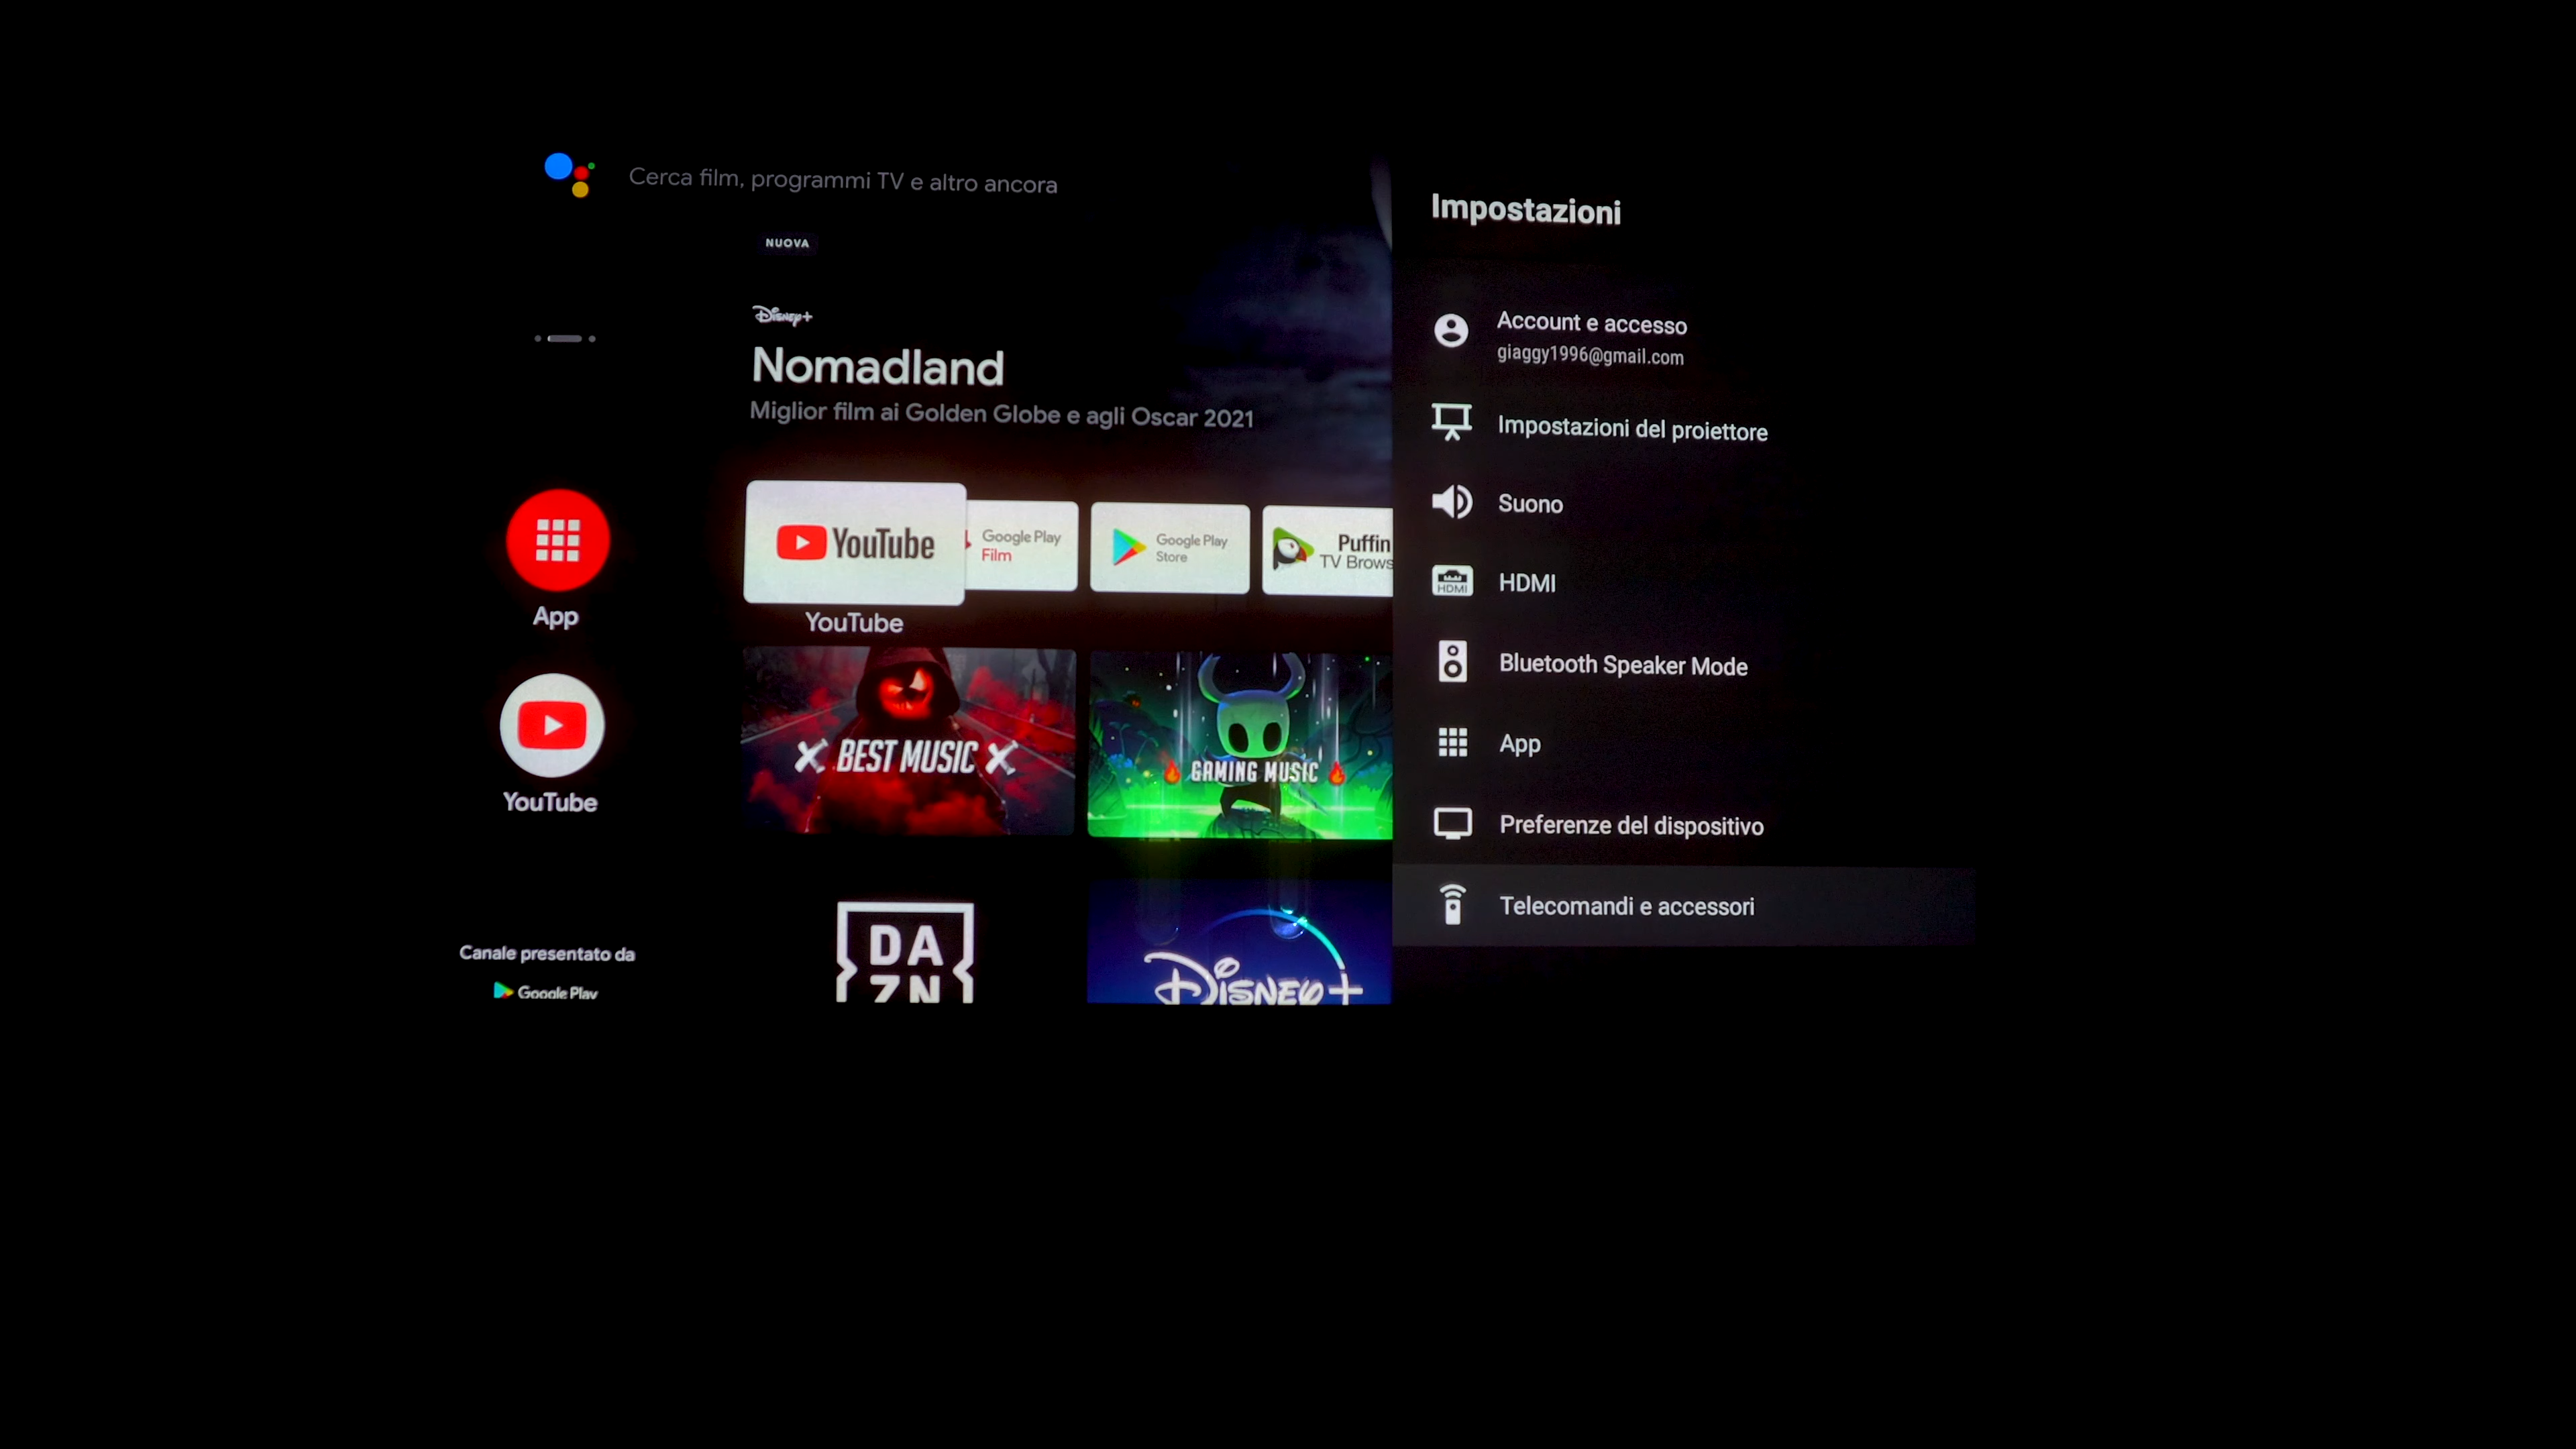 Cerca film, programmi TV e altro ancora
NUOVA
Disney+
Nomadland
Miglior film ai Golden Globe e agli Oscar 2021
App
YouTube
Google Play
Film
Google Play
Store
Puffin
TV Brows
YouTube
YouTube
BEST MUSIC
GAMING MUSIC
Canale presentato da
Google Play
DA
ZN
Disney+
Impostazioni
Account e accesso
giaggy1996@gmail.com
Impostazioni del proiettore
Suono
HDMI
HDMI
Bluetooth Speaker Mode
App
Preferenze del dispositivo
Telecomandi e accessori